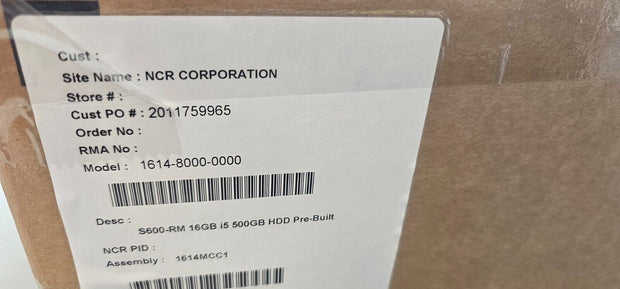 Cust :
Site Name : NCR CORPORATION
Store # :
Cust PO # : 2011759965
Order No :
RMA No :
Model : 1614-8000-0000
Desc :
S600-RM 16GB i5 500GB HDD Pre-Built
NCR PID :
Assembly : 1614MCC1